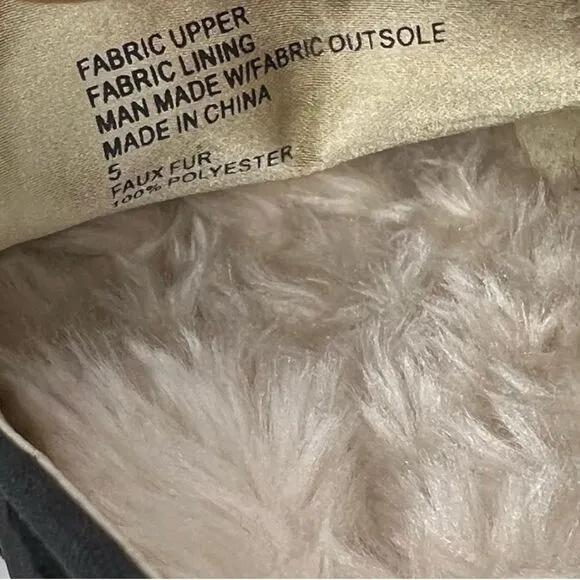 FABRIC UPPER
FABRIC LINING
MAN MADE W/FABRIC OUTSOLE
MADE IN CHINA
5
FAUX FUR
100% POLYESTER